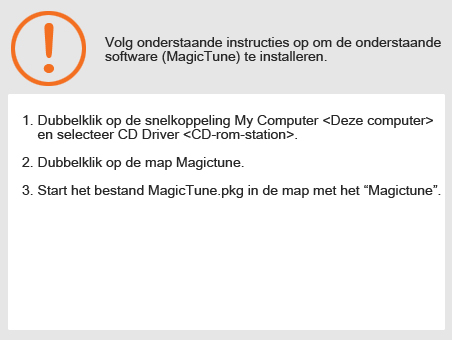 Volg onderstaande instructies op om de onderstaande
software (MagicTune) te installeren.
1. Dubbelklik op de snelkoppeling My Computer <Deze computer>
en selecteer CD Driver <CD-rom-station>.
2. Dubbelklik op de map Magictune.
3. Start het bestand MagicTune.pkg in de map met het “Magictune”.